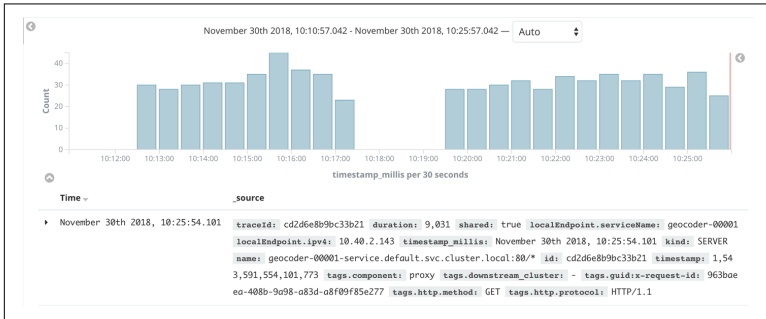 November 30th 2018, 10:10:57.042 - November 30th 2018, 10:25:57.042 — Auto
40
30
20
10
0
Count
10:12:00 10:13:00 10:14:00 10:15:00 10:16:00 10:17:00 10:18:00 10:19:00 10:20:00 10:21:00 10:22:00 10:23:00 10:24:00 10:25:00
timestamp_millis per 30 seconds
Time _source
November 30th 2018, 10:25:54.101 traceId: cd2d6e8b9bc33b21 duration: 9,031 shared: true localEndpoint.serviceName: geocoder-00001
localEndpoint.ipv4: 10.40.2.143 timestamp_millis: November 30th 2018, 10:25:54.101 kind: SERVER
name: geocoder-00001-service.default.svc.cluster.local:80/* id: cd2d6e8b9bc33b21 timestamp: 1,54
3,591,554,101,773 tags.component: proxy tags.downstream_cluster: - tags.guid:x-request-id: 963bae
ea-408b-9a98-a83d-a8f09f85e277 tags.http.method: GET tags.http.protocol: HTTP/1.1